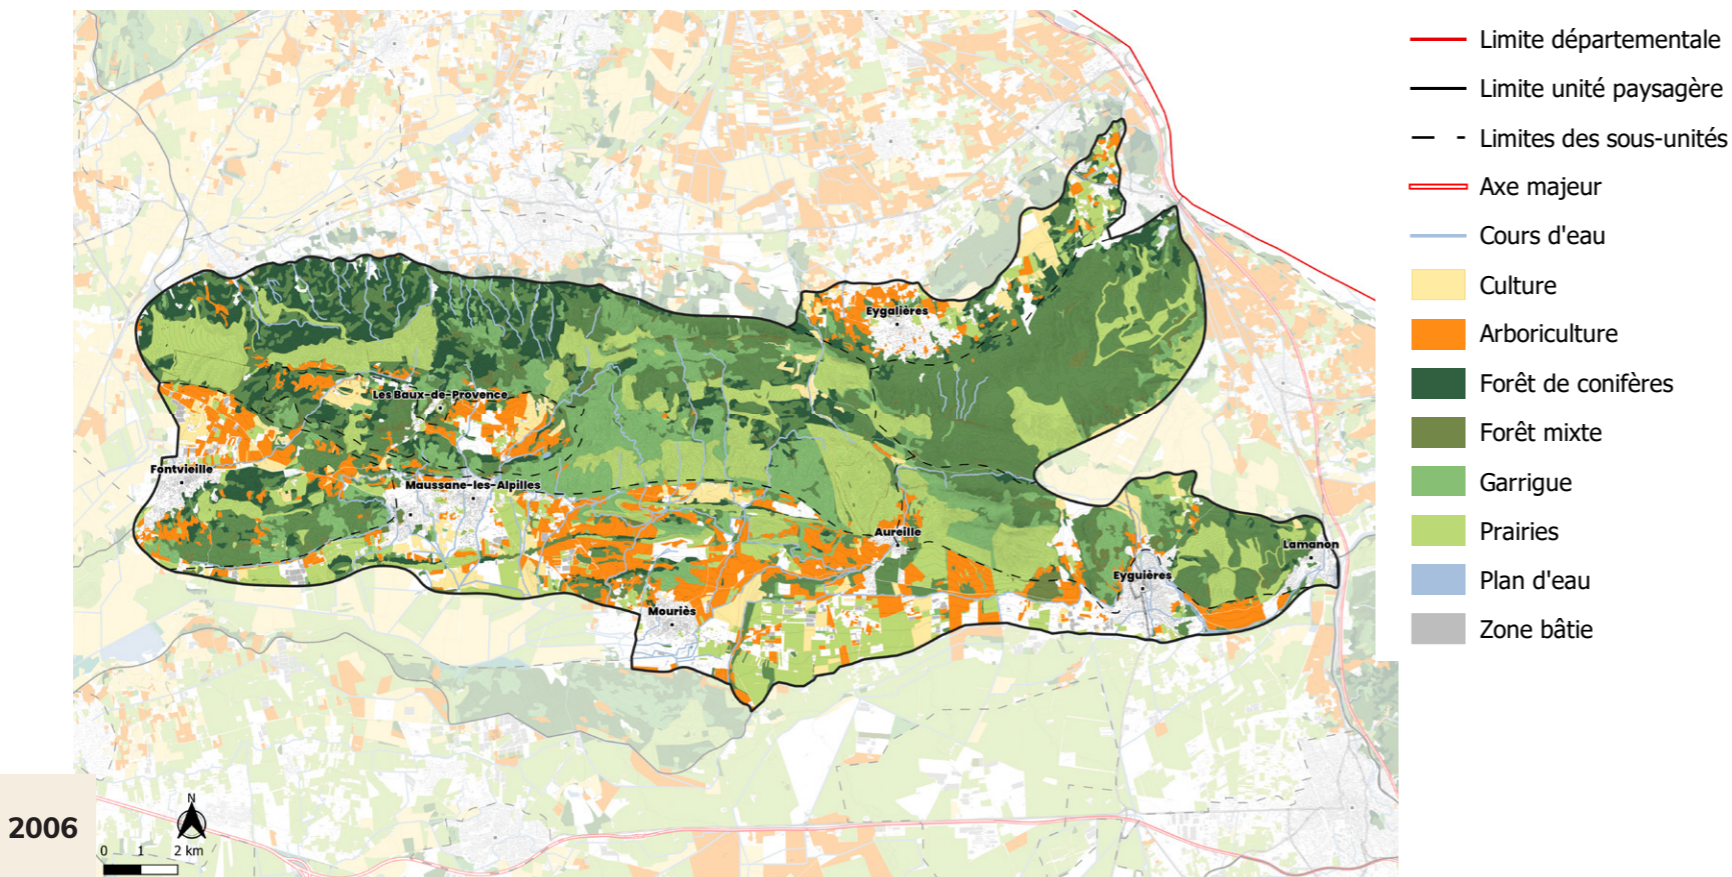 Limite départementale
Limite unité paysagère
Limites des sous-unités
Axe majeur
Cours d'eau
Culture
Arboriculture
Forêt de conifères
Forêt mixte
Garrigue
Prairies
Plan d'eau
Zone bâtie
Eygalières
Les Baux-de-Provence
Fontvieille
Maussane-les-Alpilles
Aureille
Lamanon
Eyguières
Mouriès
2006
N
0 1 2 km